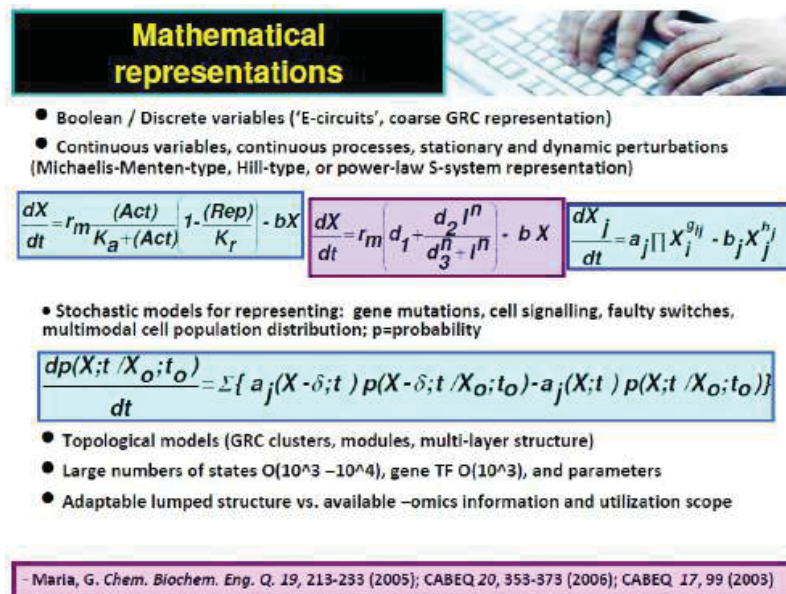 Mathematical
representations
• Boolean / Discrete variables ('E-circuits', coarse GRC representation)
• Continuous variables, continuous processes, stationary and dynamic perturbations
(Michaelis-Menten-type, Hill-type, or power-law S-system representation)
dX/dt = r_m (Act)/(K_a+(Act)) (1-(Rep)/K_r) - bX
dX/dt = r_m (d_1 + d_2 I^n/(d_3^n + I^n)) - b X
dX_j/dt = a_j ∏ X_i^{g_ij} - b_j X_j^{h_j}
• Stochastic models for representing: gene mutations, cell signalling, faulty switches,
multimodal cell population distribution; p=probability
dp(X;t /X_o;t_o)/dt = Σ{ a_j(X-δ;t ) p(X-δ;t /X_o;t_o)-a_j(X;t ) p(X;t /X_o;t_o)}
• Topological models (GRC clusters, modules, multi-layer structure)
• Large numbers of states O(10^3 –10^4), gene TF O(10^3), and parameters
• Adaptable lumped structure vs. available –omics information and utilization scope
- Maria, G. Chem. Biochem. Eng. Q. 19, 213-233 (2005); CABEQ 20, 353-373 (2006); CABEQ 17, 99 (2003)